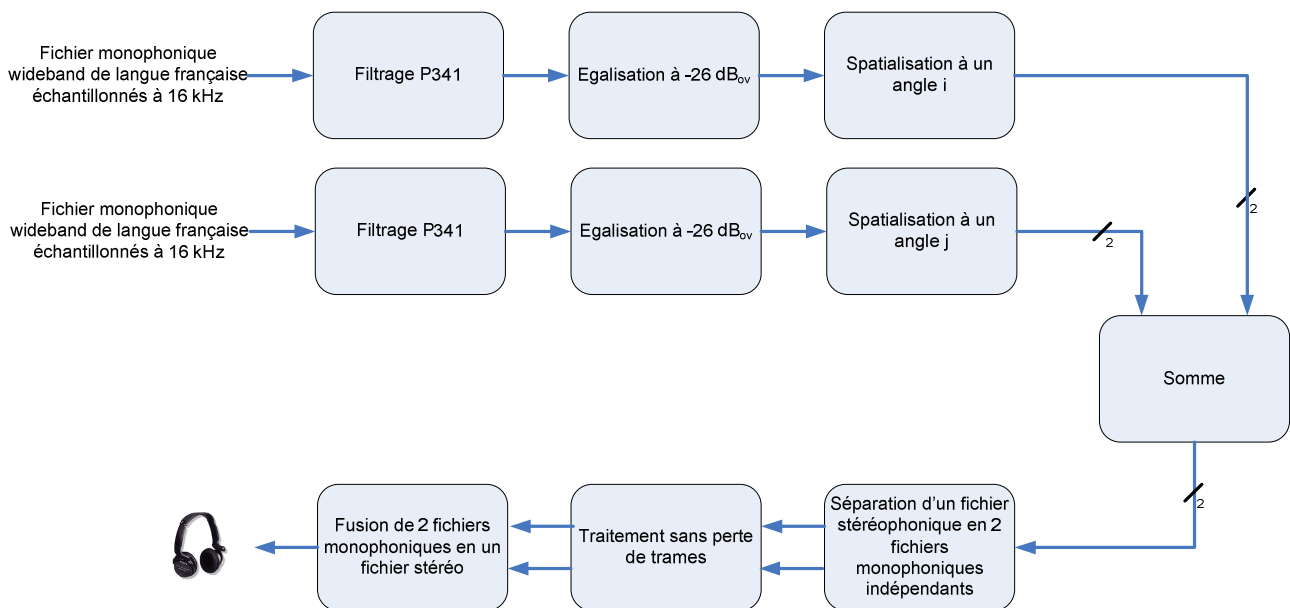 Fichier monophonique
wideband de langue française
échantillonnés à 16 kHz
Filtrage P341
Egalisation à -26 dBov
Spatialisation à un
angle i
2
Fichier monophonique
wideband de langue française
échantillonnés à 16 kHz
Filtrage P341
Egalisation à -26 dBov
Spatialisation à un
angle j
2
Somme
2
Séparation d'un fichier
stéréophonique en 2
fichiers
monophoniques
indépendants
Traitement sans perte
de trames
Fusion de 2 fichiers
monophoniques en un
fichier stéréo